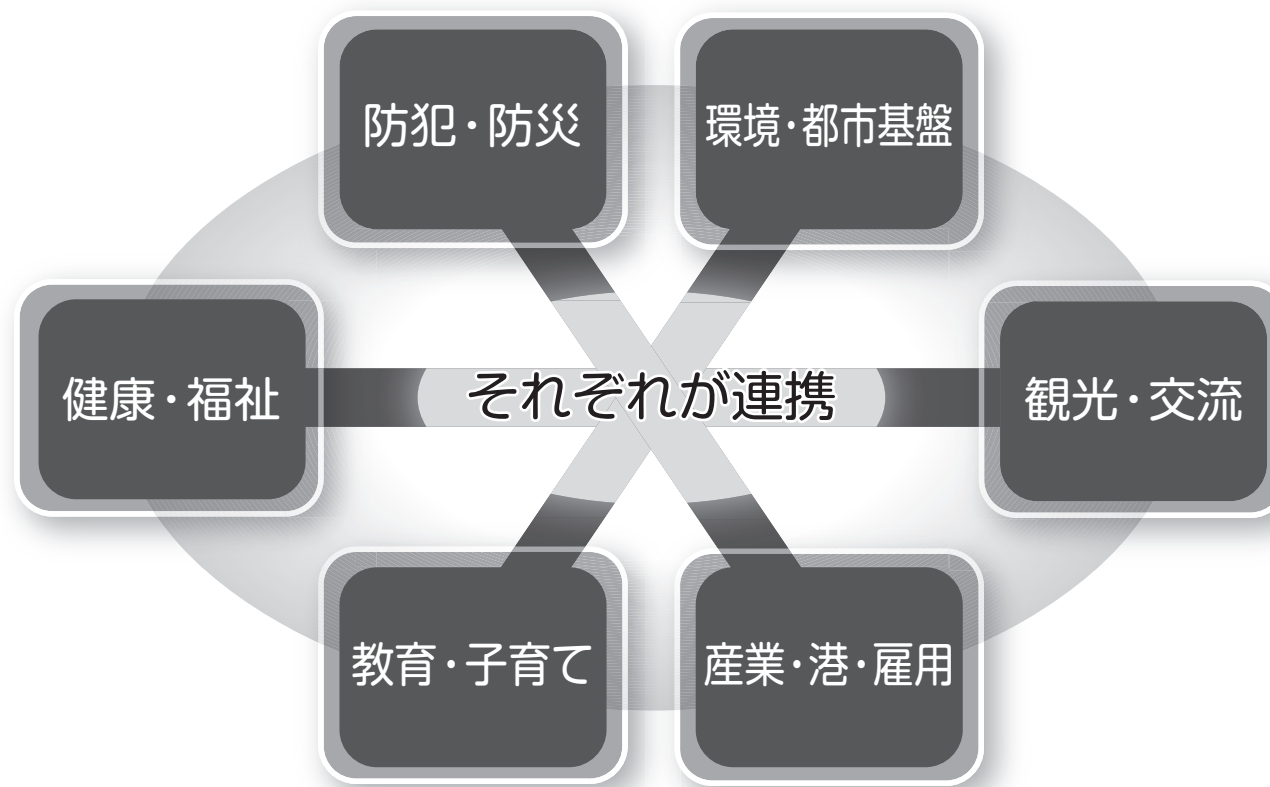 防犯・防災
環境・都市基盤
健康・福祉
それぞれが連携
観光・交流
教育・子育て
産業・港・雇用